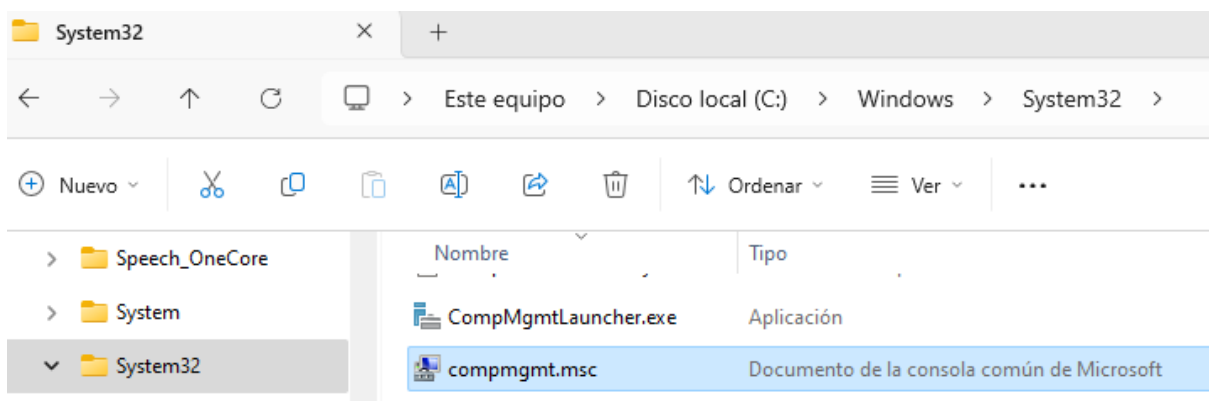 System32
Este equipo > Disco local (C:) > Windows > System32 >
Nuevo Ordenar Ver ...
Speech_OneCore Nombre Tipo
System CompMgmtLauncher.exe Aplicación
System32 compmgmt.msc Documento de la consola común de Microsoft